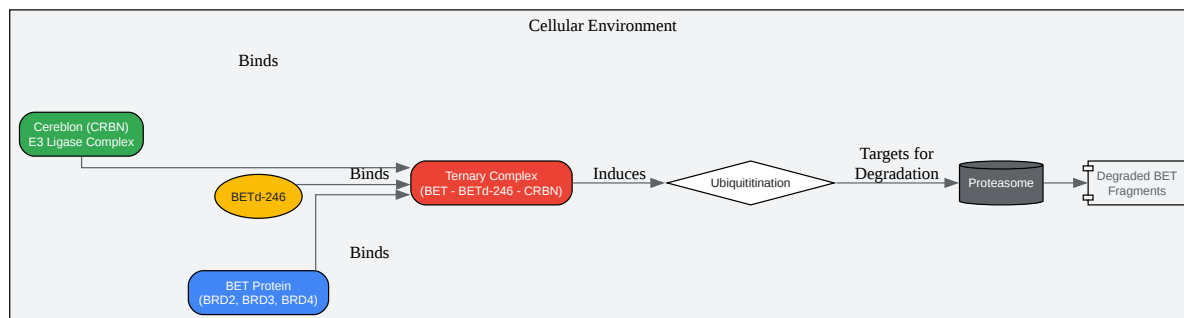 Cellular Environment
Binds
Cereblon (CRBN)
E3 Ligase Complex
Binds
BETd-246
Ternary Complex
(BET - BETd-246 - CRBN)
Induces
Ubiquititination
Targets for
Degradation
Proteasome
Degraded BET
Fragments
Binds
BET Protein
(BRD2, BRD3, BRD4)